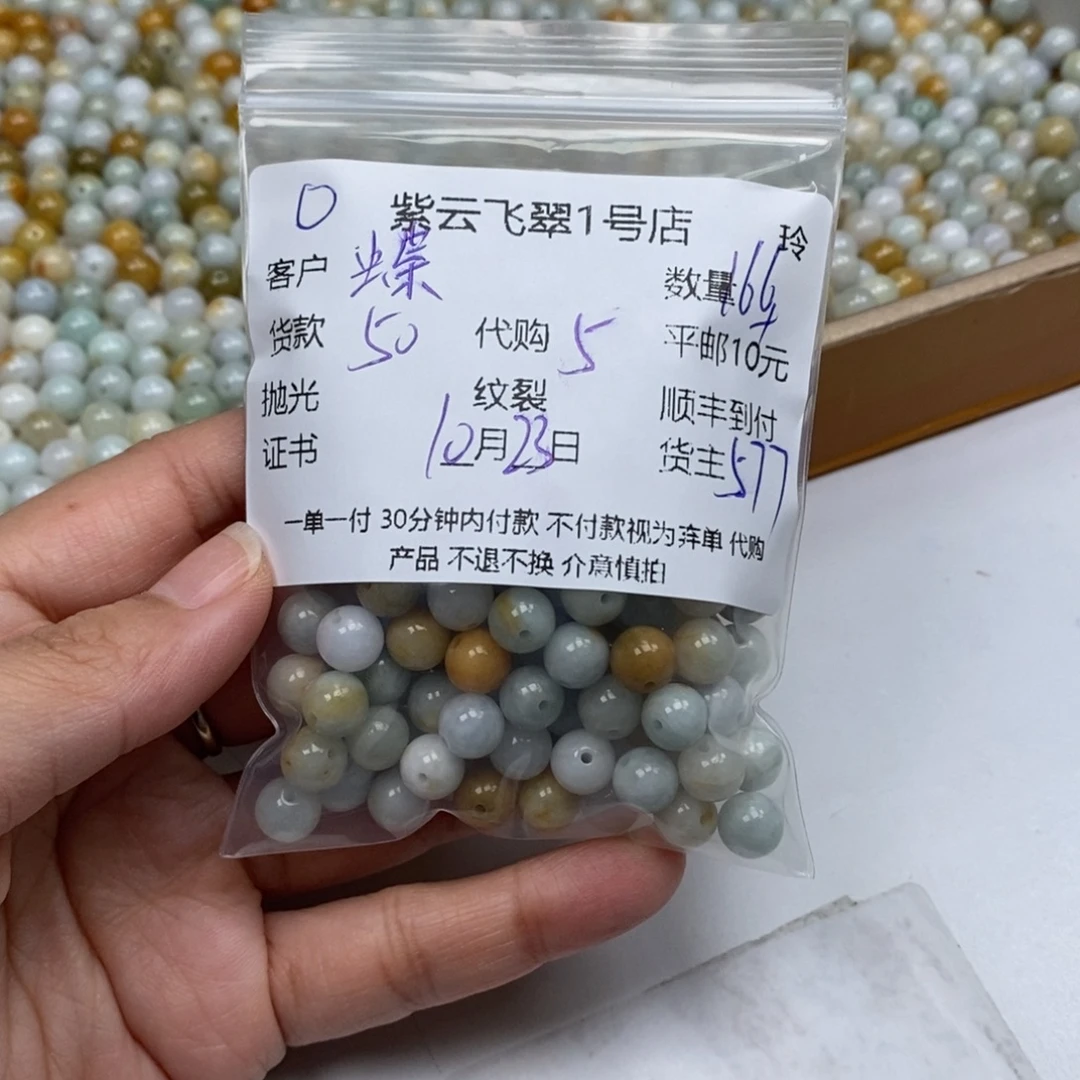 O 紫云飞翠1号店
玲
客户 蝶 数量
货款 50 代购 5 平邮10元
抛光 纹裂 顺丰到付
证书 10月23日 货主577
一单一付 30分钟内付款 不付款视为弃单 代购
产品 不退不换 介意慎拍